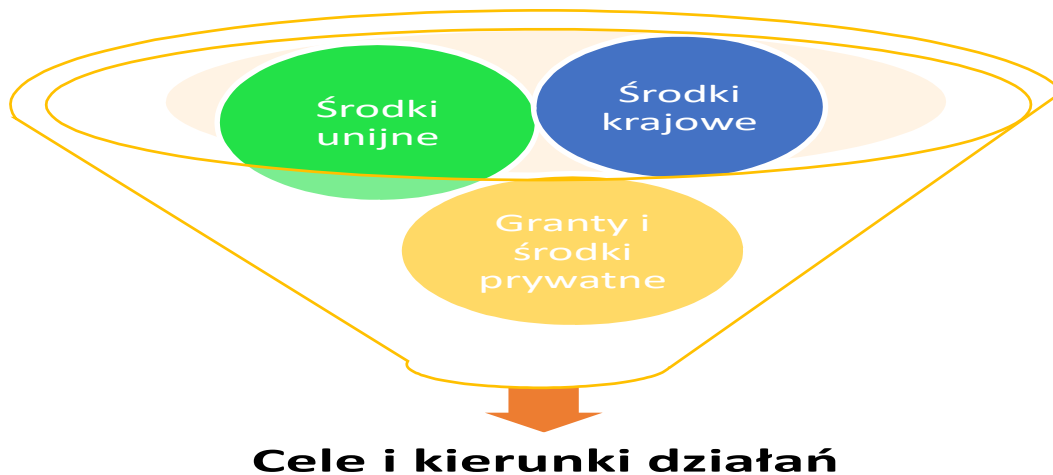 Środki
unijne
Środki
krajowe
Granty i
środki
prywatne
Cele i kierunki działań